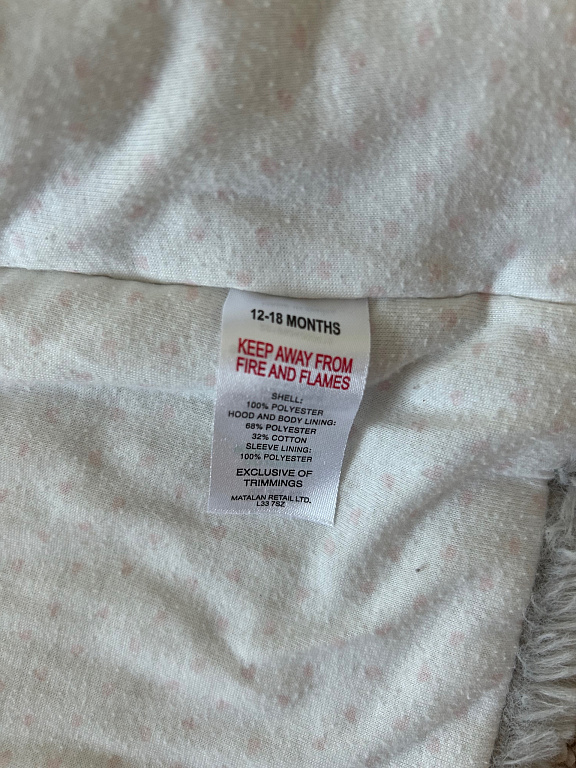 12-18 MONTHS
KEEP AWAY FROM
FIRE AND FLAMES
SHELL:
100% POLYESTER
HOOD AND BODY LINING:
68% POLYESTER
32% COTTON
SLEEVE LINING:
100% POLYESTER
EXCLUSIVE OF
TRIMMINGS
MATALAN RETAIL LTD.
L33 7SZ